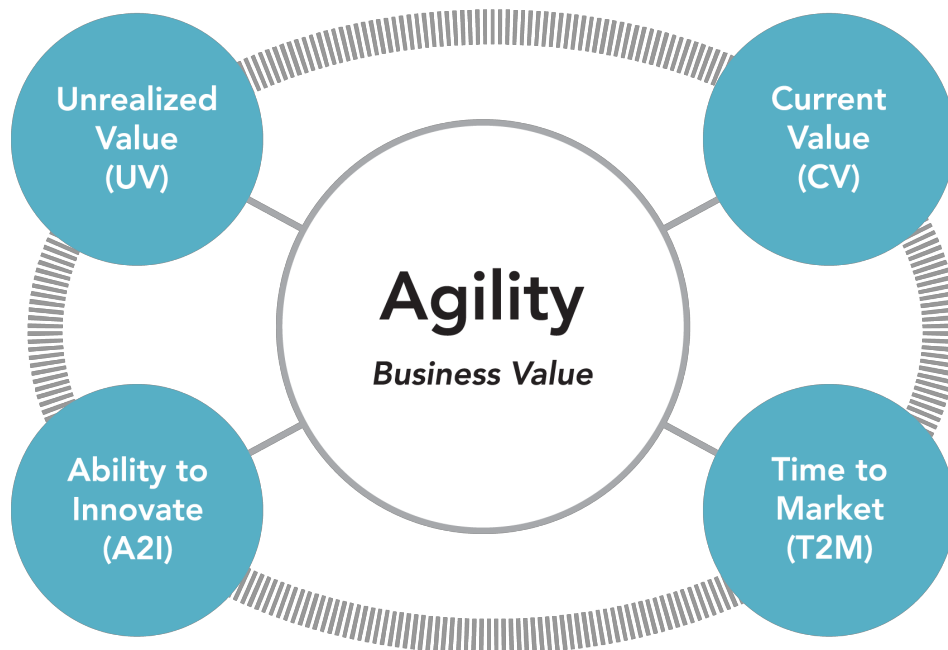 Unrealized
Value
(UV)
Current
Value
(CV)
Agility
Business Value
Ability to
Innovate
(A2I)
Time to
Market
(T2M)